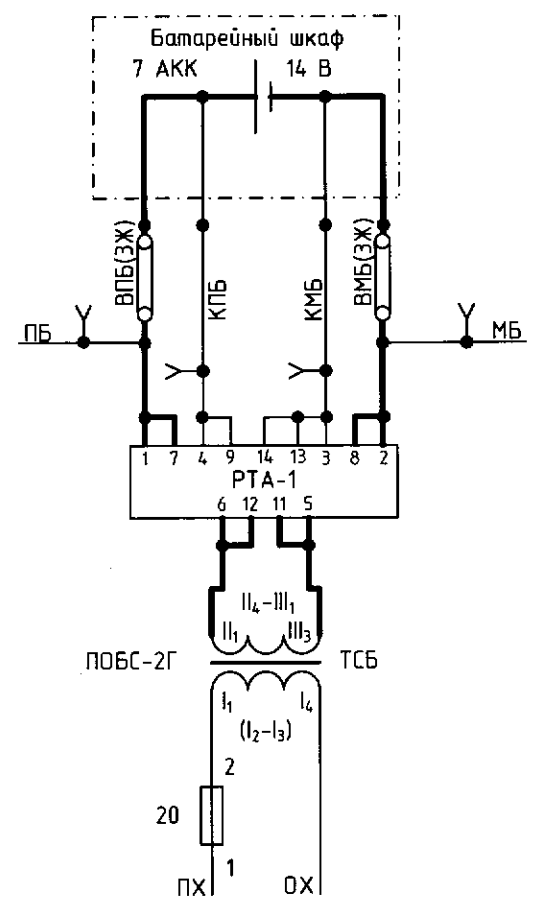 Батарейный шкаф
7 АКК 14 В
ВПБ(ЗЖ) КПБ КМБ ВМБ(ЗЖ)
ПБ МБ
1 7 4 9 14 13 3 8 2
РТА-1
6 12 11 5
II₄-III₁
II₁ III₃
ПОБС-2Г ТСБ
I₁ I₄
(I₂-I₃)
2
20
1
ПХ ОХ